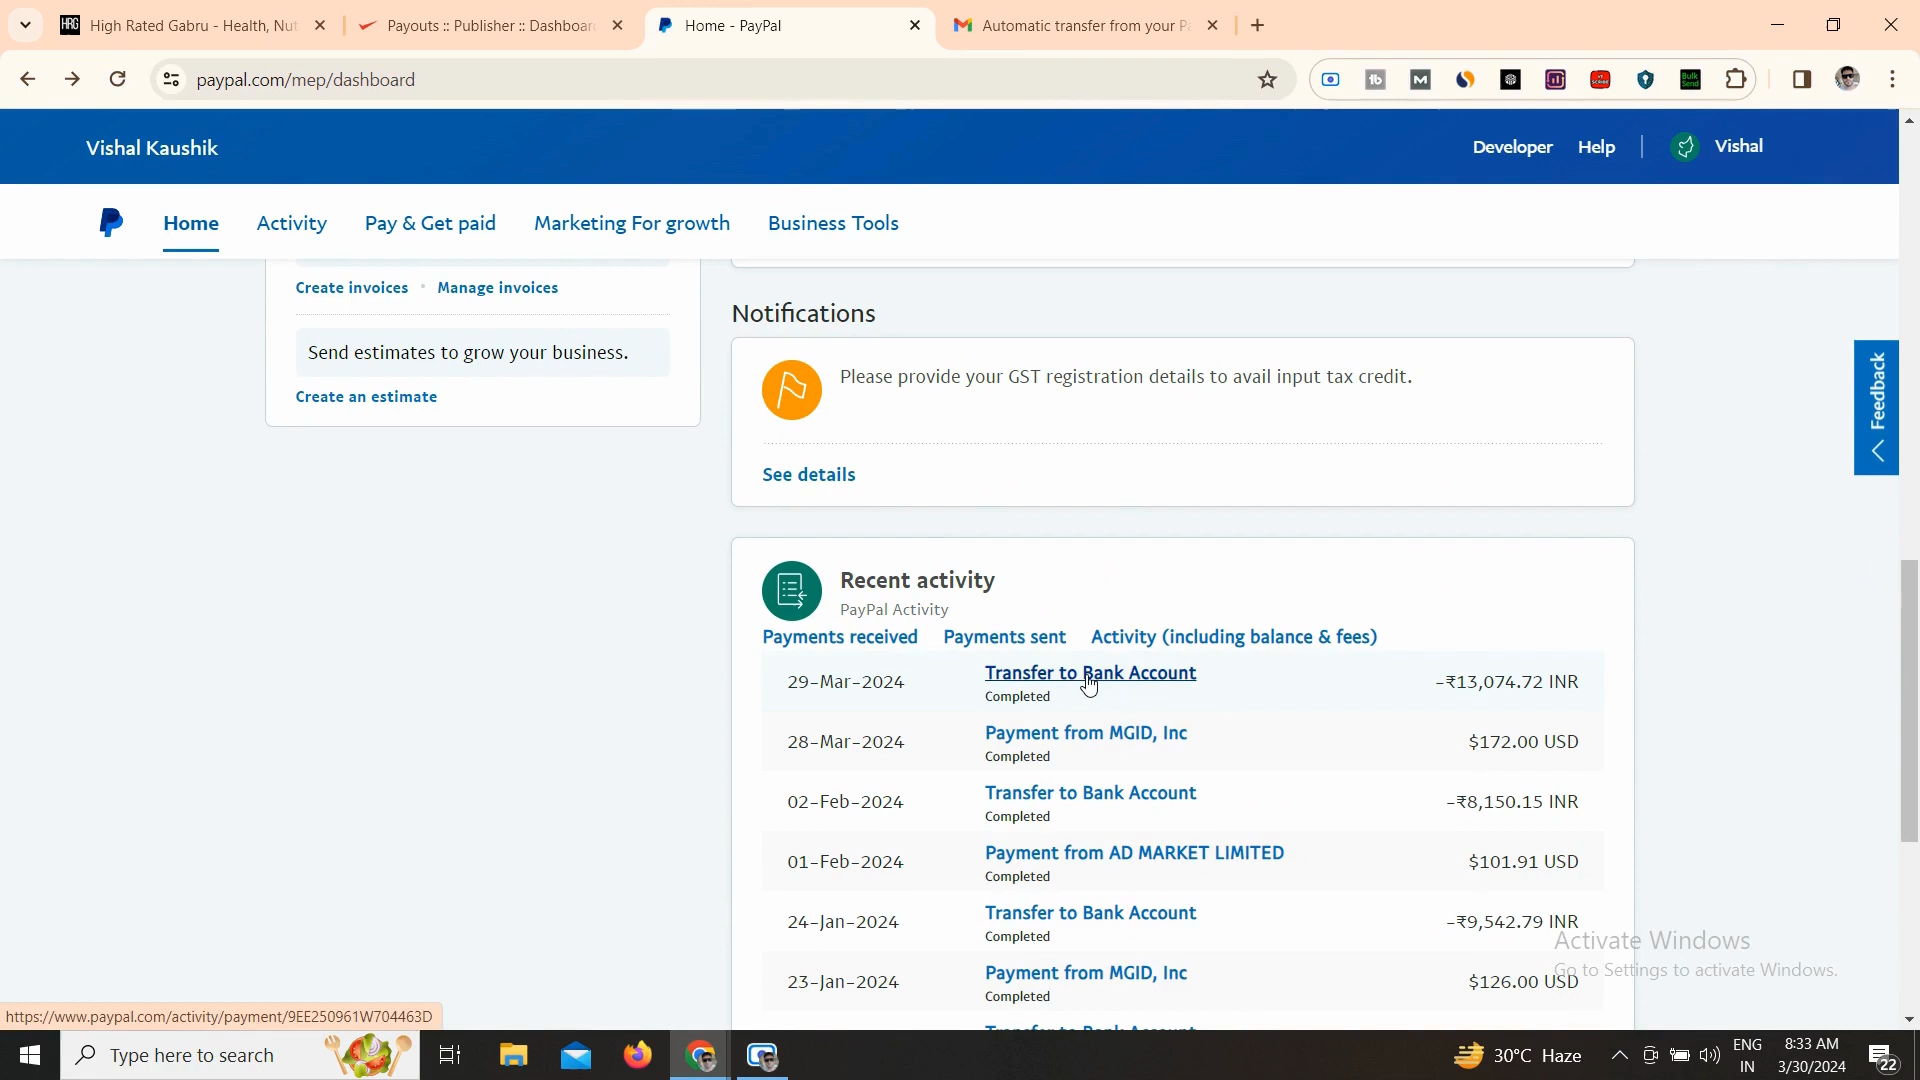 HRG High Rated Gabru - Health, Nut
Payouts :: Publisher :: Dashboard
Home - PayPal
Automatic transfer from your Pa
paypal.com/mep/dashboard
Vishal Kaushik
Developer Help Vishal
Home Activity Pay & Get paid Marketing For growth Business Tools
Create invoices • Manage invoices
Send estimates to grow your business.
Create an estimate
Notifications
Please provide your GST registration details to avail input tax credit.
See details
Feedback
Recent activity
PayPal Activity
Payments received Payments sent Activity (including balance & fees)
29-Mar-2024 Transfer to Bank Account -₹13,074.72 INR
Completed
28-Mar-2024 Payment from MGID, Inc $172.00 USD
Completed
02-Feb-2024 Transfer to Bank Account -₹8,150.15 INR
Completed
01-Feb-2024 Payment from AD MARKET LIMITED $101.91 USD
Completed
24-Jan-2024 Transfer to Bank Account -₹9,542.79 INR
Completed
23-Jan-2024 Payment from MGID, Inc $126.00 USD
Completed
Transfer to Bank Account
Activate Windows
Go to Settings to activate Windows.
https://www.paypal.com/activity/payment/9EE250961W704463D
Type here to search
30°C Haze
ENG
IN
8:33 AM
3/30/2024
22